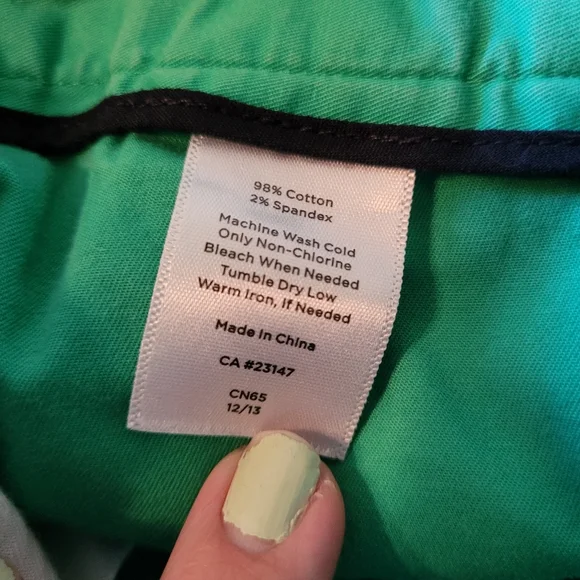 98% Cotton
2% Spandex
Machine Wash Cold
Only Non-Chlorine
Bleach When Needed
Tumble Dry Low
Warm Iron, if Needed
Made in China
CA #23147
CN65
12/13